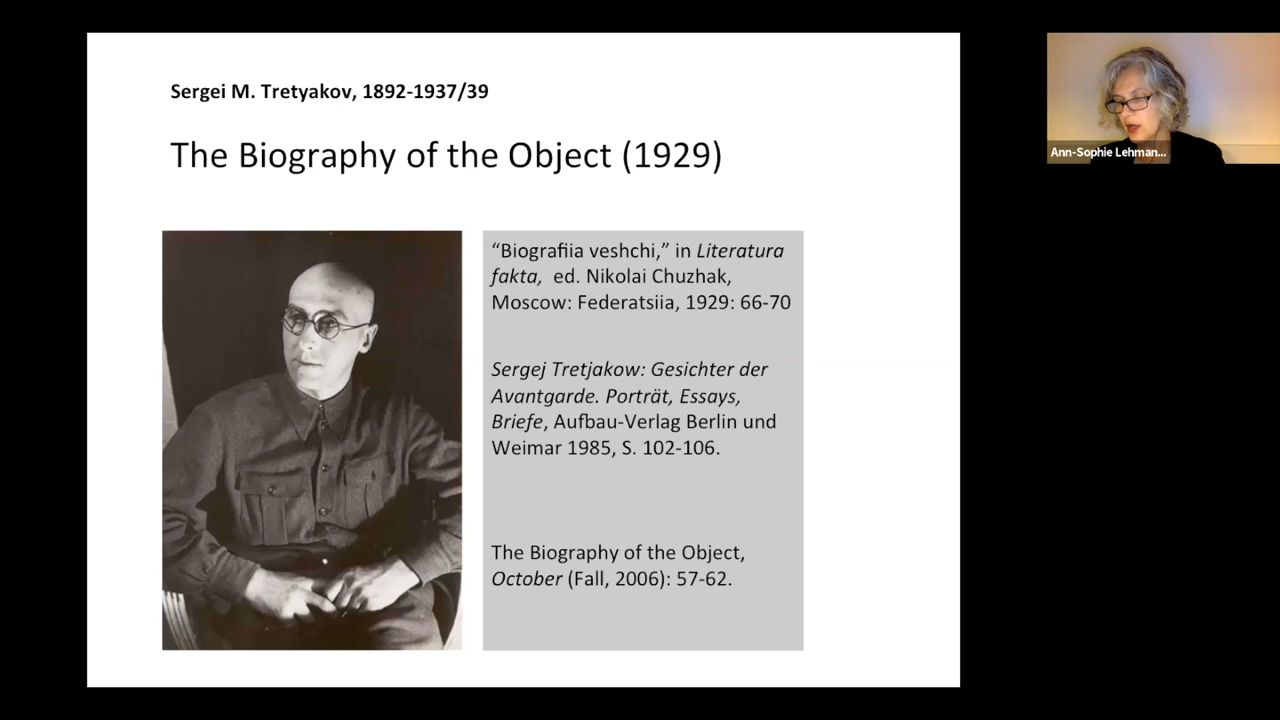 Sergei M. Tretyakov, 1892-1937/39
The Biography of the Object (1929)
“Biografiia veshchi,” in Literatura
fakta, ed. Nikolai Chuzhak,
Moscow: Federatsiia, 1929: 66-70
Sergej Tretjakow: Gesichter der
Avantgarde. Porträt, Essays,
Briefe, Aufbau-Verlag Berlin und
Weimar 1985, S. 102-106.
The Biography of the Object,
October (Fall, 2006): 57-62.
Ann-Sophie Lehman...